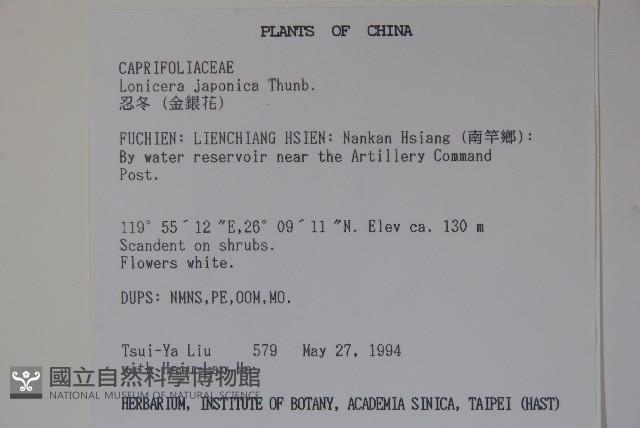 PLANTS OF CHINA
CAPRIFOLIACEAE
Lonicera japonica Thunb.
忍冬 (金銀花)
FUCHIEN: LIENCHIANG HSIEN: Nankan Hsiang (南竿鄉):
By water reservoir near the Artillery Command
Post.
119° 55´12 ˝E,26° 09´11 ˝N. Elev ca. 130 m
Scandent on shrubs.
Flowers white.
DUPS: NMNS,PE,OOM,MO.
Tsui-Ya Liu 579 May 27, 1994
with Hsiu-Lan Ho
國立自然科學博物館
NATIONAL MUSEUM OF NATURAL SCIENCE
HERBARIUM, INSTITUTE OF BOTANY, ACADEMIA SINICA, TAIPEI (HAST)